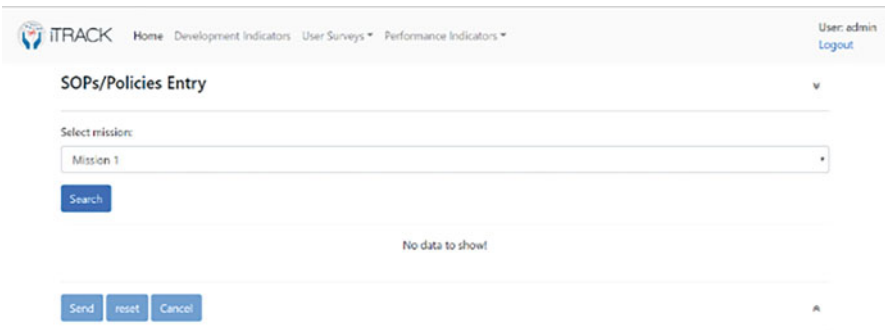 iTRACK Home Development Indicators User Surveys Performance Indicators User: admin
Logout
SOPs/Policies Entry
Select mission:
Mission 1
Search
No data to show!
Send reset Cancel